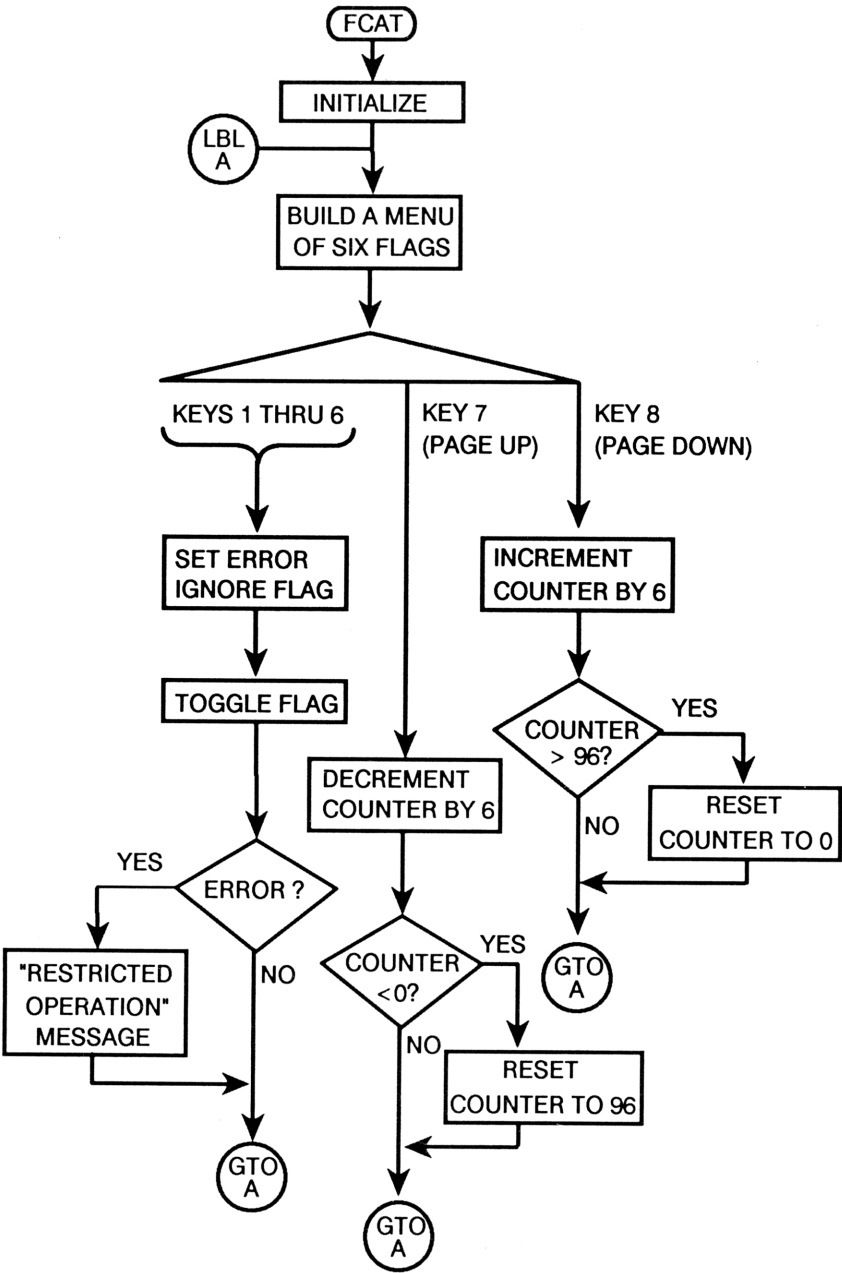 FCAT
INITIALIZE
LBL
A
BUILD A MENU
OF SIX FLAGS
KEYS 1 THRU 6
KEY 7
(PAGE UP)
KEY 8
(PAGE DOWN)
SET ERROR
IGNORE FLAG
INCREMENT
COUNTER BY 6
TOGGLE FLAG
COUNTER
> 96?
YES
NO
RESET
COUNTER TO 0
GTO
A
DECREMENT
COUNTER BY 6
COUNTER
<0?
YES
NO
RESET
COUNTER TO 96
GTO
A
ERROR ?
YES
NO
"RESTRICTED
OPERATION"
MESSAGE
GTO
A